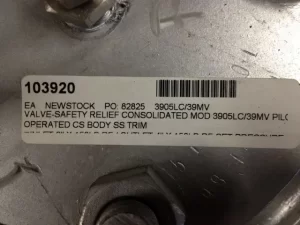 103920
EA NEWSTOCK PO: 82825 3905LC/39MV
VALVE-SAFETY RELIEF CONSOLIDATED MOD 3905LC/39MV PILO
OPERATED CS BODY SS TRIM